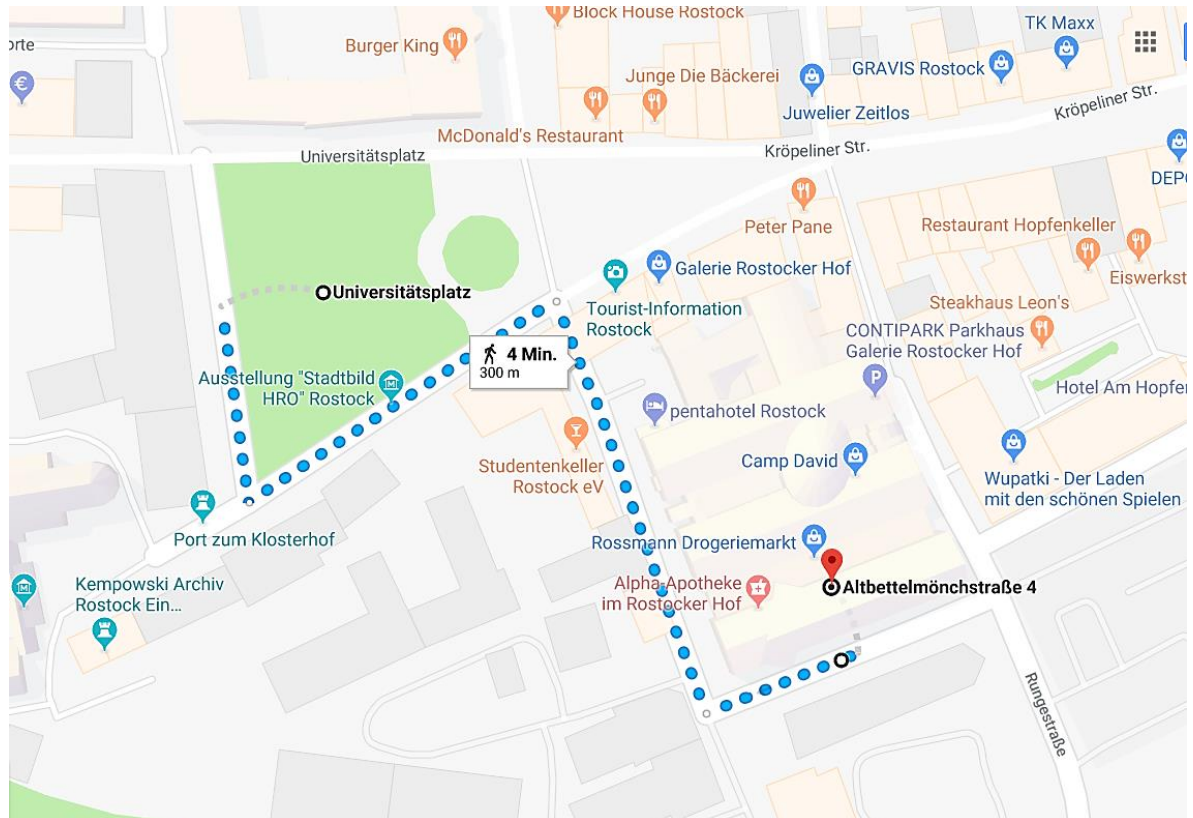 Block House Rostock
TK Maxx
orte
Burger King
GRAVIS Rostock
Junge Die Bäckerei
€
Juwelier Zeitlos
Kröpeliner Str.
McDonald's Restaurant
Universitätsplatz
Kröpeliner Str.
DEPO
Peter Pane
Restaurant Hopfenkeller
Galerie Rostocker Hof
Eiswerkst
Universitätsplatz
Tourist-Information
Rostock
Steakhaus Leon's
CONTIPARK Parkhaus
Galerie Rostocker Hof
4 Min.
300 m
Ausstellung "Stadtbild
HRO" Rostock
P
Hotel Am Hopfer
pentahotel Rostock
Camp David
Studentenkeller
Rostock eV
Wupatki - Der Laden
mit den schönen Spielen
Port zum Klosterhof
Rossmann Drogeriemarkt
Kempowski Archiv
Rostock Ein...
Alpha-Apotheke
im Rostocker Hof
Altbettelmönchstraße 4
Rungestraße